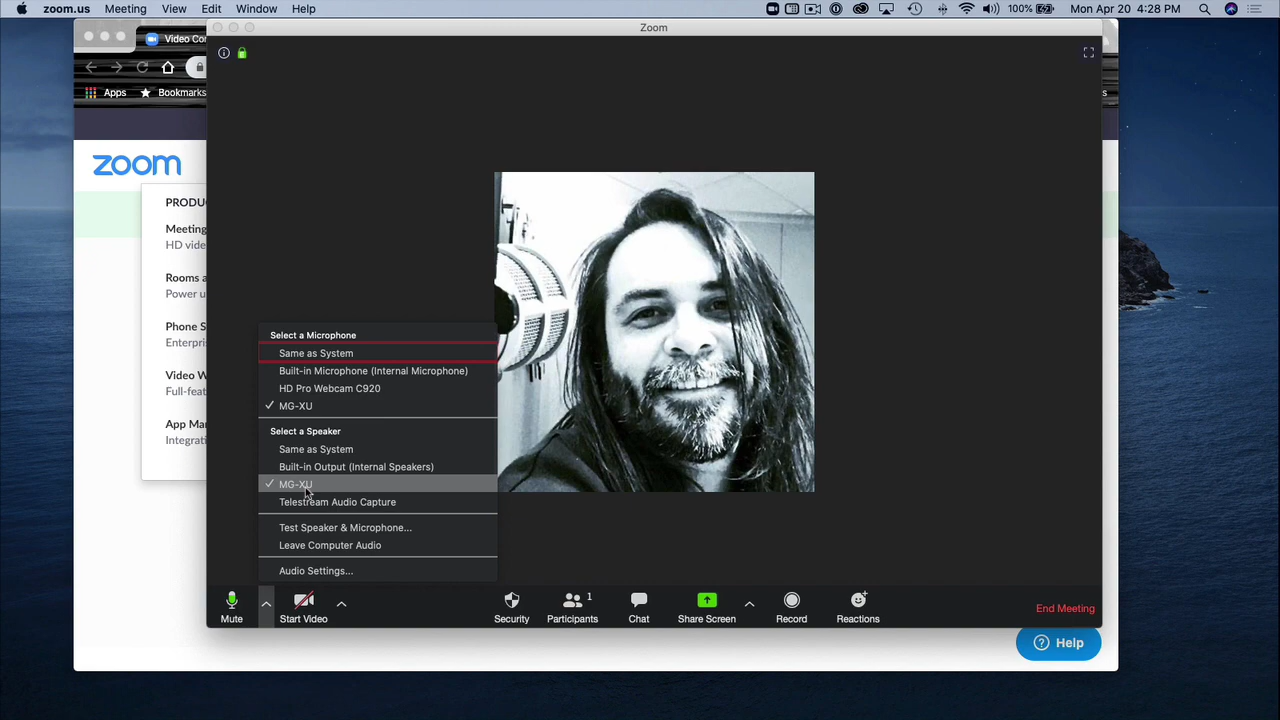 zoom.us Meeting View Edit Window Help
100% Mon Apr 20 4:28 PM
Video Co
Zoom
Apps Bookmarks
s
zoom
PRODU
Meeting
HD vide
Rooms a
Power u
Phone S
Enterpris
Video W
Full-feat
App Mar
Integrati
Select a Microphone
Same as System
Built-in Microphone (Internal Microphone)
HD Pro Webcam C920
✓ MG-XU
Select a Speaker
Same as System
Built-in Output (Internal Speakers)
✓ MG-XU
Telestream Audio Capture
Test Speaker & Microphone...
Leave Computer Audio
Audio Settings...
1
Mute Start Video Security Participants Chat Share Screen Record Reactions
End Meeting
Help